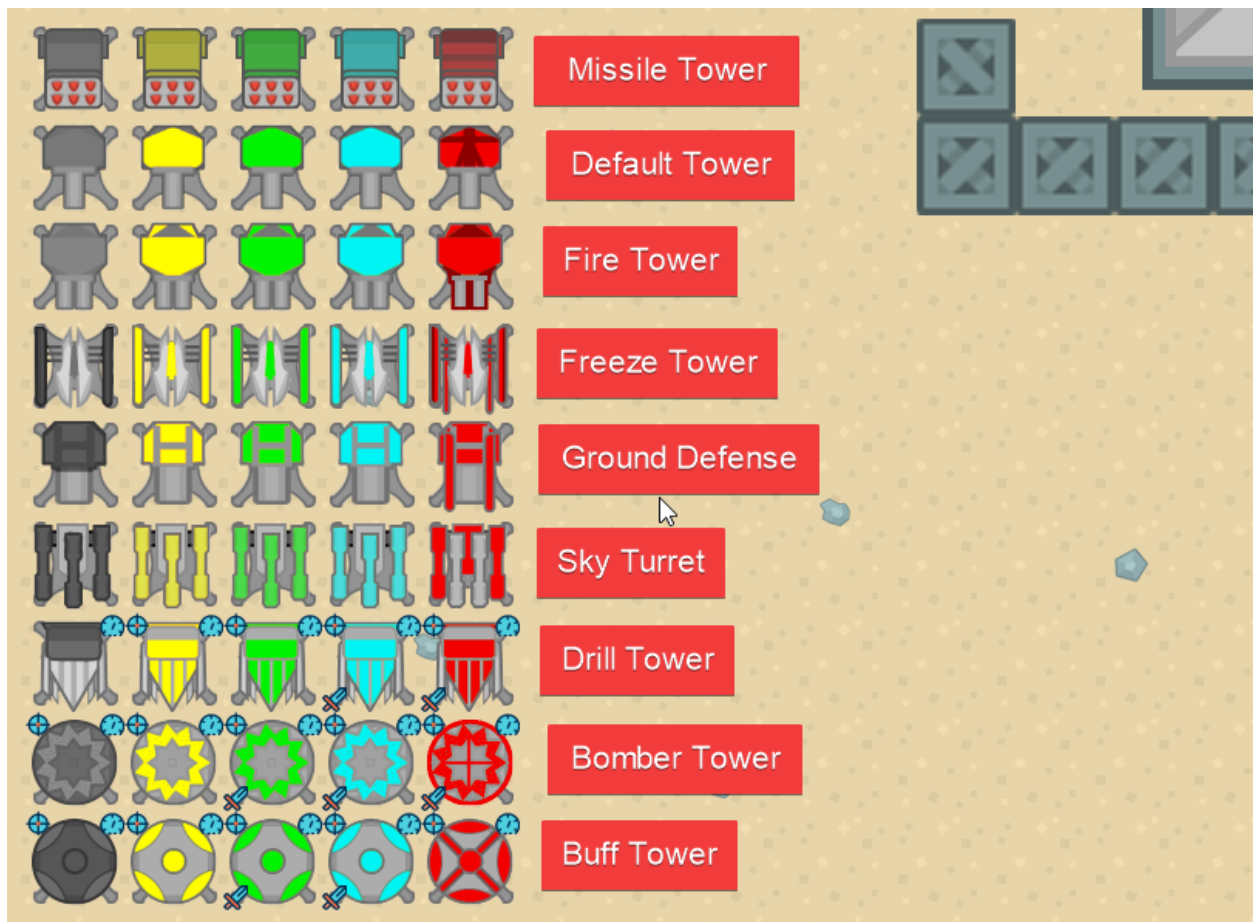 Missile Tower
Default Tower
Fire Tower
Freeze Tower
Ground Defense
Sky Turret
Drill Tower
Bomber Tower
Buff Tower